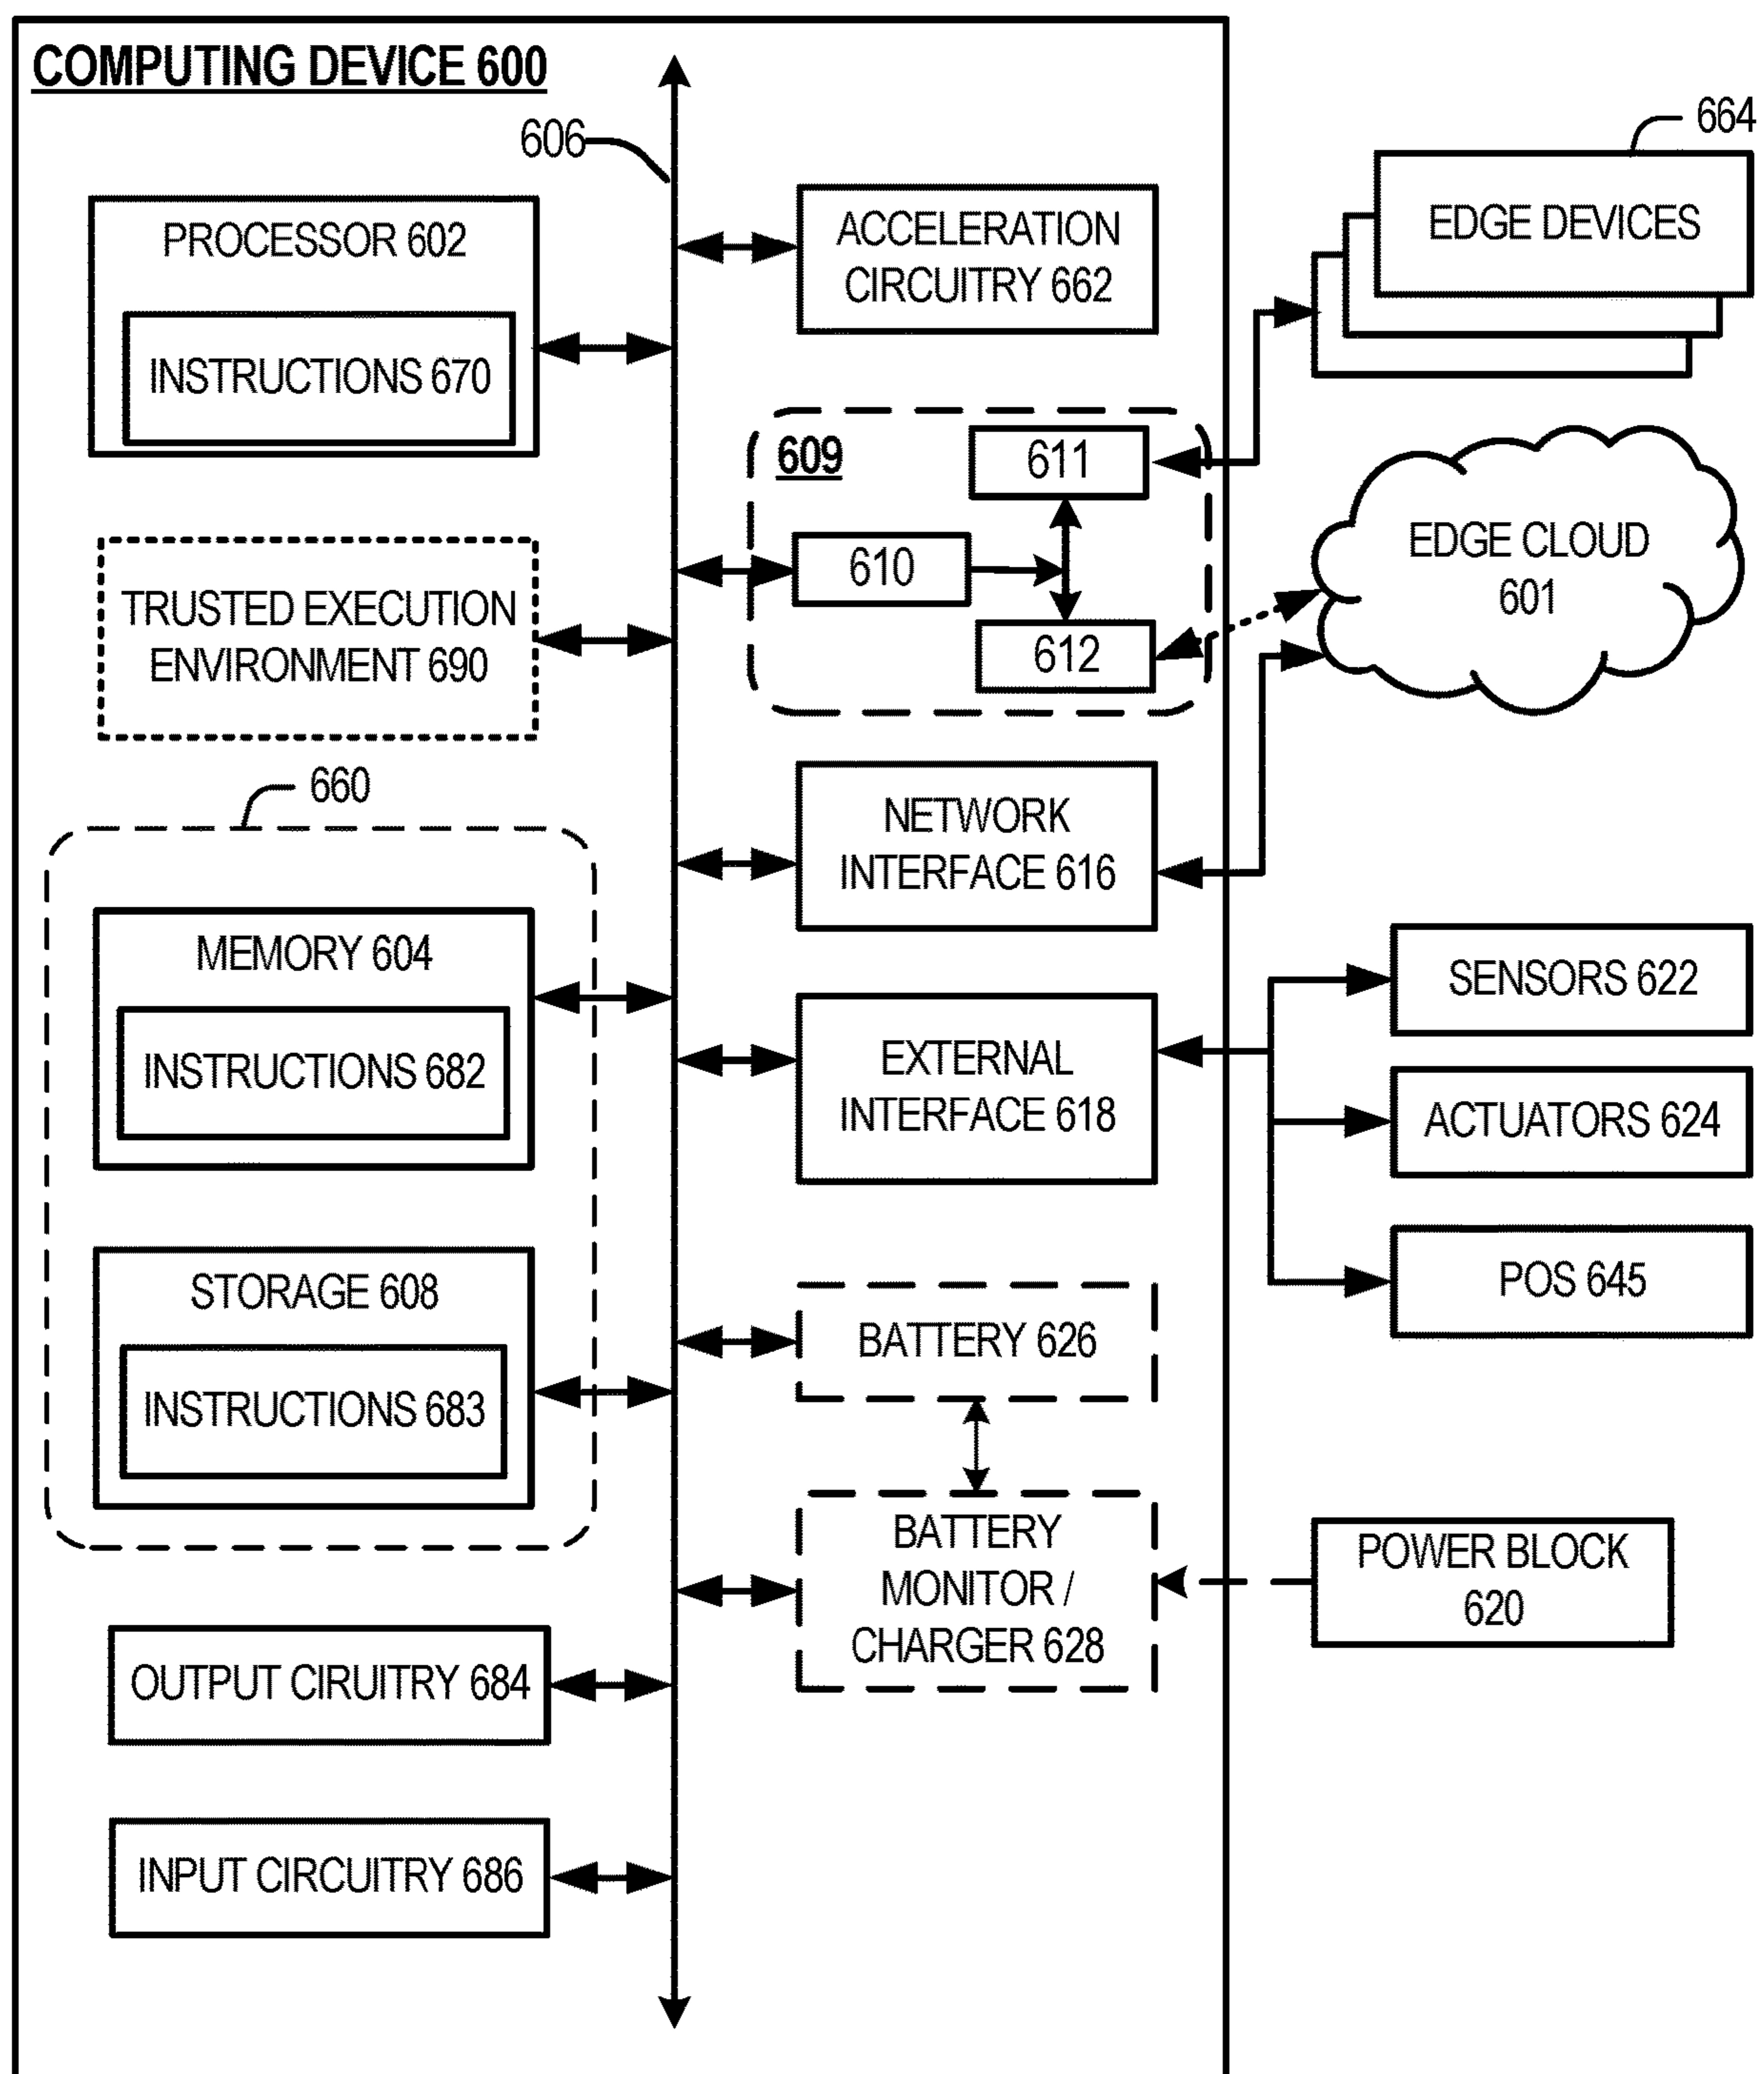 COMPUTING DEVICE 600
606
664
PROCESSOR 602
INSTRUCTIONS 670
ACCELERATION
CIRCUITRY 662
EDGE DEVICES
609
611
610
612
EDGE CLOUD
601
TRUSTED EXECUTION
ENVIRONMENT 690
660
NETWORK
INTERFACE 616
MEMORY 604
INSTRUCTIONS 682
EXTERNAL
INTERFACE 618
SENSORS 622
ACTUATORS 624
POS 645
STORAGE 608
INSTRUCTIONS 683
BATTERY 626
BATTERY
MONITOR /
CHARGER 628
POWER BLOCK
620
OUTPUT CIRUITRY 684
INPUT CIRCUITRY 686